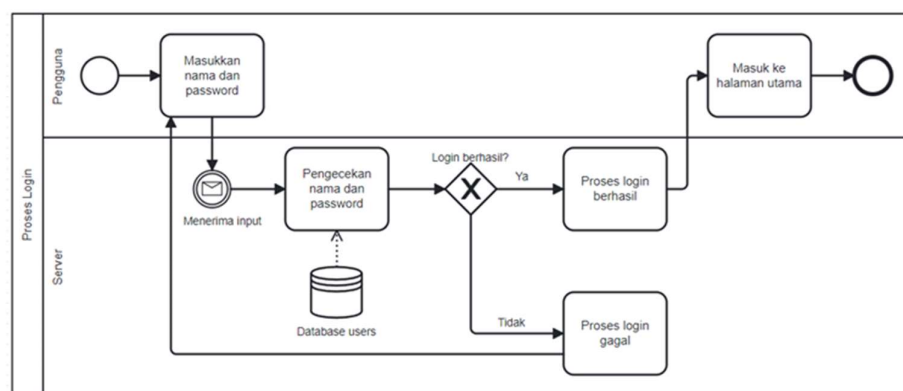 Proses Login
Pengguna
Masukkan
nama dan
password
Masuk ke
halaman utama
Server
Menerima input
Pengecekan
nama dan
password
Database users
Login berhasil?
Ya
Tidak
Proses login
berhasil
Proses login
gagal